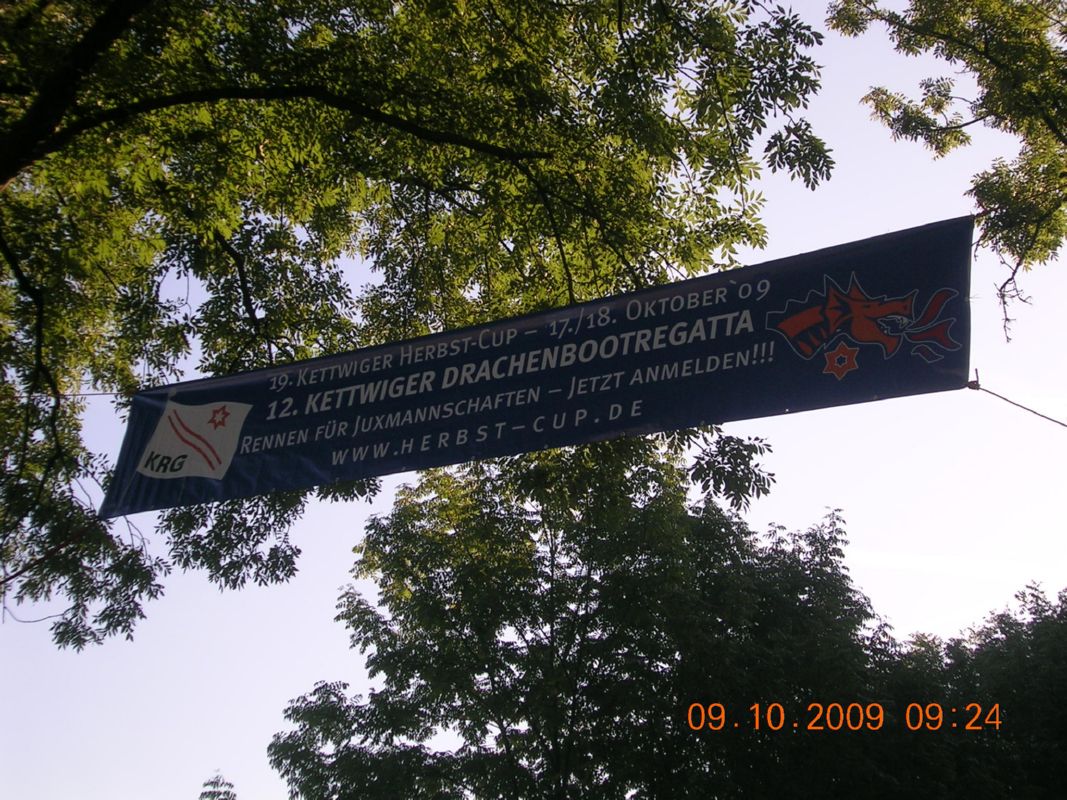 19. KETTWIGER HERBST-CUP – 17./18. OKTOBER`09
12. KETTWIGER DRACHENBOOTREGATTA
RENNEN FÜR JUXMANNSCHAFTEN – JETZT ANMELDEN!!!
WWW.HERBST-CUP.DE
KRG
09.10.2009 09:24